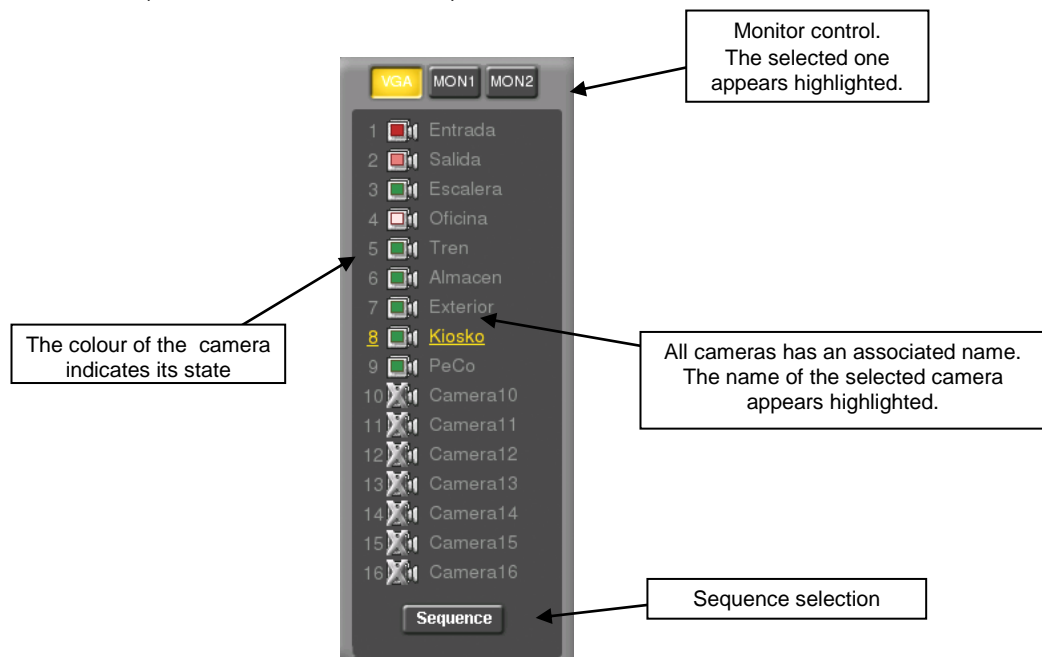 Monitor control.
The selected one
appears highlighted.
VGA MON1 MON2
1 Entrada
2 Salida
3 Escalera
4 Oficina
5 Tren
6 Almacen
7 Exterior
8 Kiosko
9 PeCo
10 Camera10
11 Camera11
12 Camera12
13 Camera13
14 Camera14
15 Camera15
16 Camera16
The colour of the camera
indicates its state
All cameras has an associated name.
The name of the selected camera
appears highlighted.
Sequence
Sequence selection